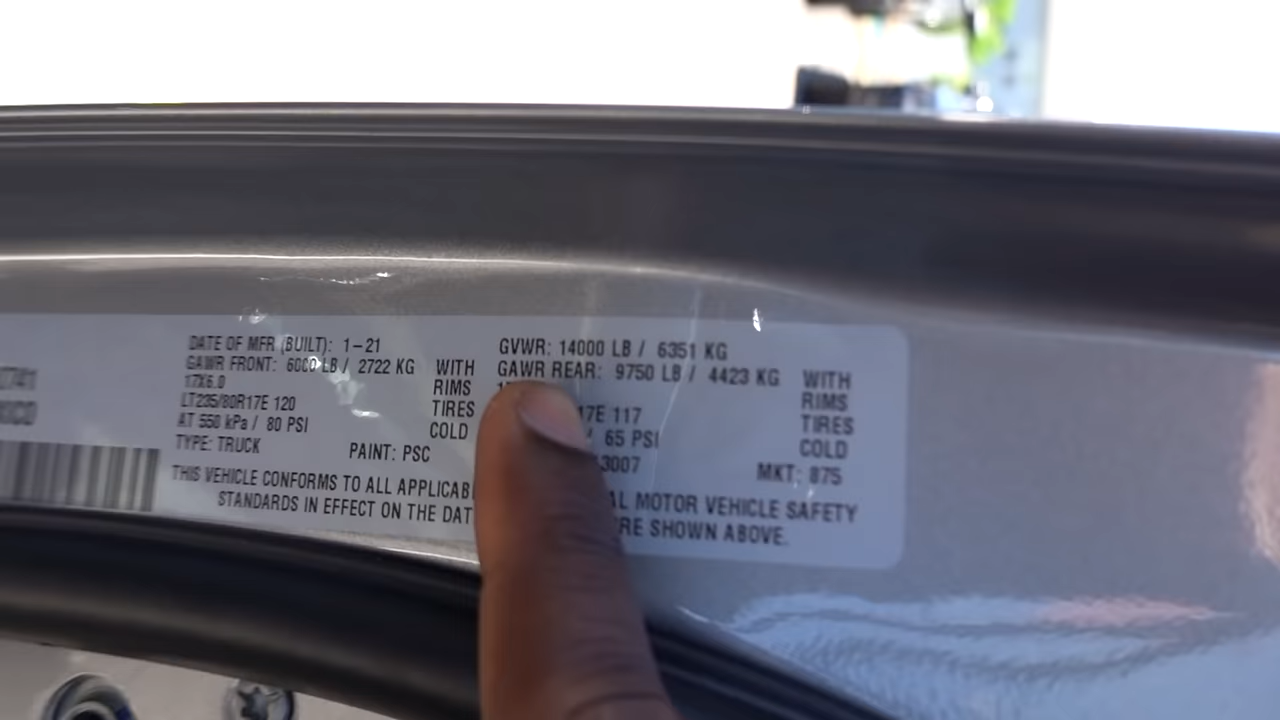 DATE OF MFR (BUILT): 1-21
GVWR: 14000 LB / 6351 KG
GAWR FRONT: 6000 LB / 2722 KG WITH
GAWR REAR: 9750 LB / 4423 KG WITH
17X6.0 RIMS
RIMS
LT235/80R17E 120 TIRES
17E 117 TIRES
AT 550 kPa / 80 PSI COLD
/ 65 PSI COLD
TYPE: TRUCK PAINT: PSC
3007 MKT: 875
THIS VEHICLE CONFORMS TO ALL APPLICAB AL MOTOR VEHICLE SAFETY
STANDARDS IN EFFECT ON THE DAT RE SHOWN ABOVE.